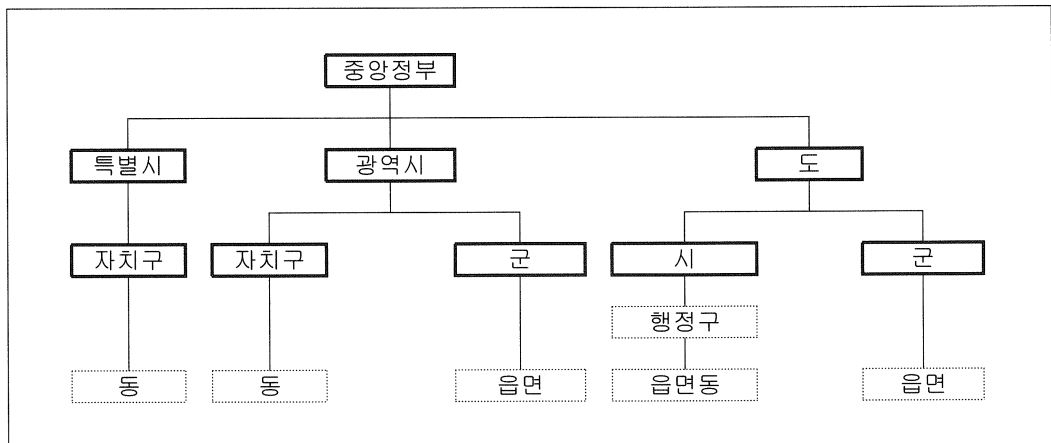 중앙정부
특별시 광역시 도
자치구 자치구 군 시 군
행정구
동 동 읍면 읍면동 읍면